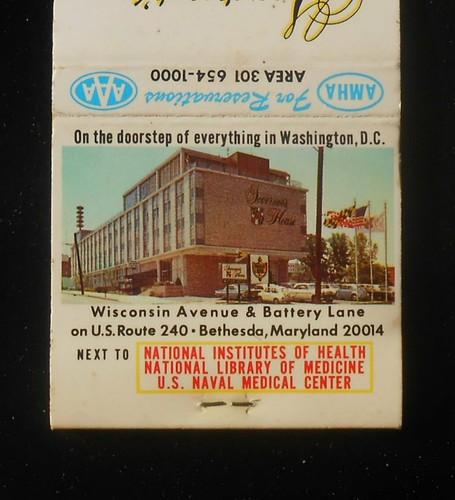 AAA
For Reservations
AREA 301 654-1000
AMHA
On the doorstep of everything in Washington, D.C.
Governor's
House
Wisconsin Avenue & Battery Lane
on U.S. Route 240 • Bethesda, Maryland 20014
NEXT TO
NATIONAL INSTITUTES OF HEALTH
NATIONAL LIBRARY OF MEDICINE
U.S. NAVAL MEDICAL CENTER